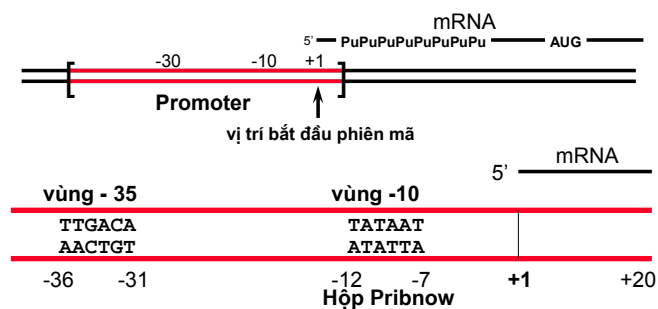 mRNA
5' PuPuPuPuPuPuPuPu AUG
-30 -10 +1
Promoter
vị trí bắt đầu phiên mã
5' mRNA
vùng - 35 vùng -10
TTGACA TATAAT
AACTGT ATATTA
-36 -31 -12 -7 +1 +20
Hộp Pribnow